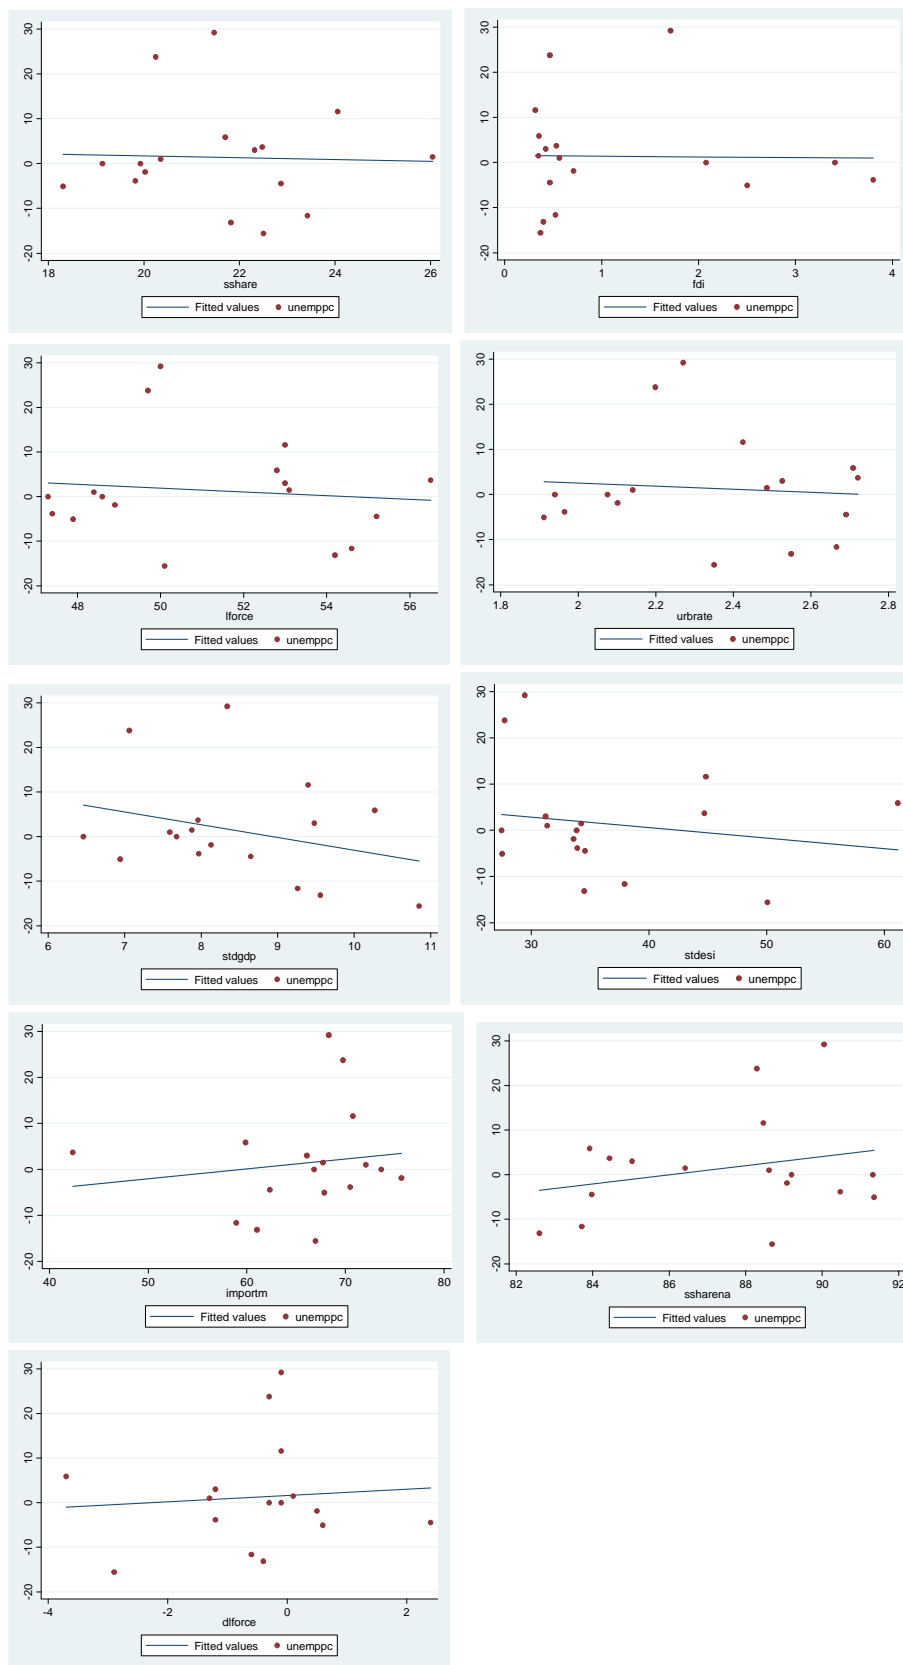 30
20
10
0
-10
-20
18 20 22 24 26
sshare
Fitted values unemppc
30
20
10
0
-10
-20
0 1 2 3 4
fdi
Fitted values unemppc
30
20
10
0
-10
-20
48 50 52 54 56
lforce
Fitted values unemppc
30
20
10
0
-10
-20
1.8 2 2.2 2.4 2.6 2.8
urbrate
Fitted values unemppc
30
20
10
0
-10
-20
6 7 8 9 10 11
stdgdp
Fitted values unemppc
30
20
10
0
-10
-20
30 40 50 60
stdesi
Fitted values unemppc
30
20
10
0
-10
-20
40 50 60 70 80
importm
Fitted values unemppc
30
20
10
0
-10
-20
82 84 86 88 90 92
ssharena
Fitted values unemppc
30
20
10
0
-10
-20
-4 -2 0 2
dlforce
Fitted values unemppc